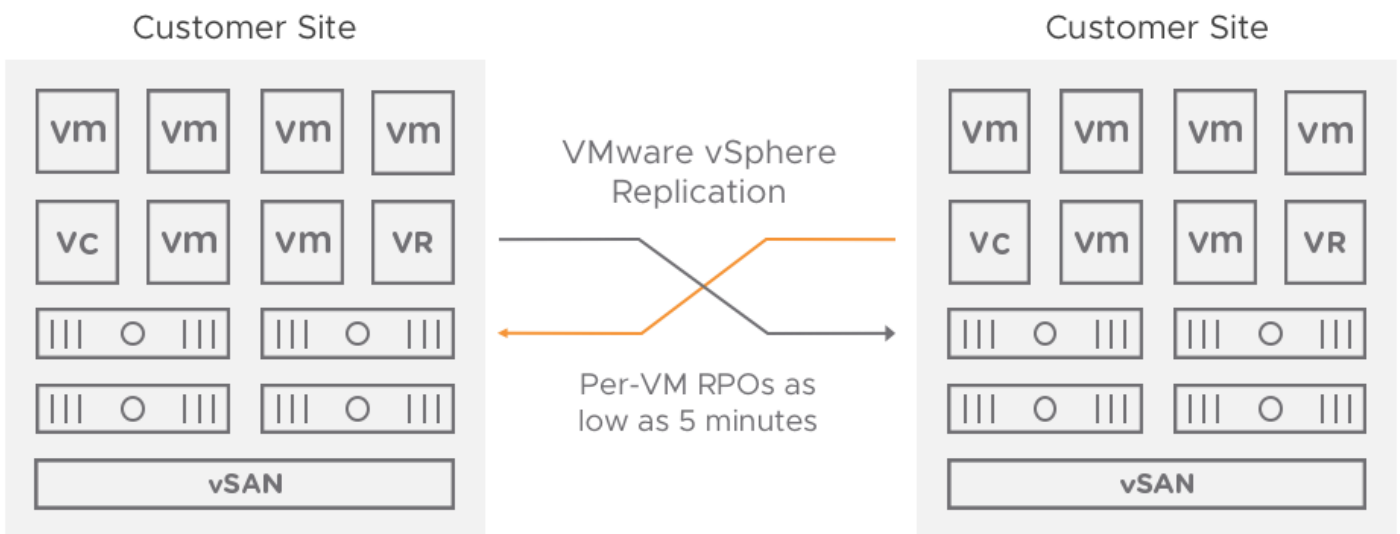 Customer Site
vm vm vm vm
vc vm vm vR
vSAN
VMware vSphere
Replication
Per-VM RPOs as
low as 5 minutes
Customer Site
vm vm vm vm
vc vm vm vR
vSAN